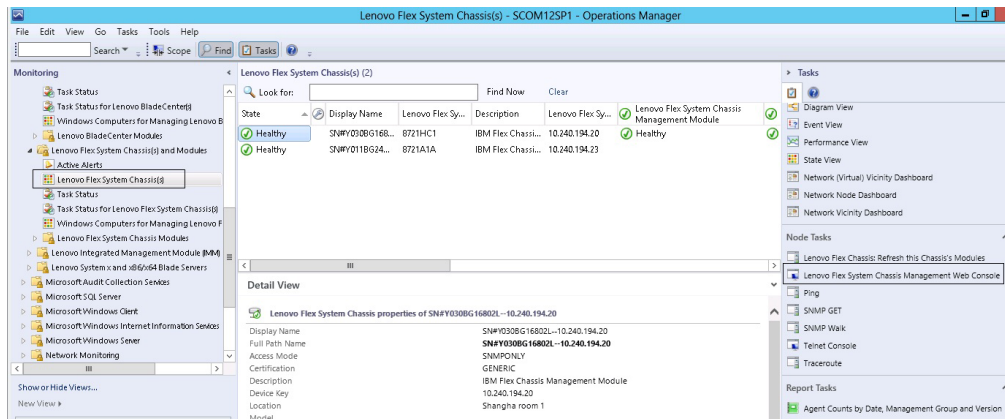 Lenovo Flex System Chassis(s) - SCOM12SP1 - Operations Manager
File Edit View Go Tasks Tools Help
Search Scope Find Tasks
Monitoring
Task Status
Task Status for Lenovo BladeCenter(s)
Windows Computers for Managing Lenovo B
Lenovo BladeCenter Modules
Lenovo Flex System Chassis(s) and Modules
Active Alerts
Lenovo Flex System Chassis(s)
Task Status
Task Status for Lenovo Flex System Chassis(s)
Windows Computers for Managing Lenovo F
Lenovo Flex System Chassis Modules
Lenovo Integrated Management Module (IMM)
Lenovo System x and x86/x64 Blade Servers
Microsoft Audit Collection Services
Microsoft SQL Server
Microsoft Windows Client
Microsoft Windows Internet Information Services
Microsoft Windows Server
Network Monitoring
Show or Hide Views...
New View
Lenovo Flex System Chassis(s) (2)
Look for: Find Now Clear
State Display Name Lenovo Flex Sy... Description Lenovo Flex Sy... Lenovo Flex System Chassis Management Module
Healthy SN#Y030BG168... 8721HC1 IBM Flex Chassi... 10.240.194.20 Healthy
Healthy SN#Y011BG24... 8721A1A IBM Flex Chassi... 10.240.194.23
Detail View
Lenovo Flex System Chassis properties of SN#Y030BG16802L--10.240.194.20
Display Name SN#Y030BG16802L--10.240.194.20
Full Path Name SN#Y030BG16802L--10.240.194.20
Access Mode SNMPONLY
Certification GENERIC
Description IBM Flex Chassis Management Module
Device Key 10.240.194.20
Location Shangha room 1
Model
Tasks
Diagram View
Event View
Performance View
State View
Network (Virtual) Vicinity Dashboard
Network Node Dashboard
Network Vicinity Dashboard
Node Tasks
Lenovo Flex Chassis: Refresh this Chassis's Modules
Lenovo Flex System Chassis Management Web Console
Ping
SNMP GET
SNMP Walk
Telnet Console
Traceroute
Report Tasks
Agent Counts by Date, Management Group and Version